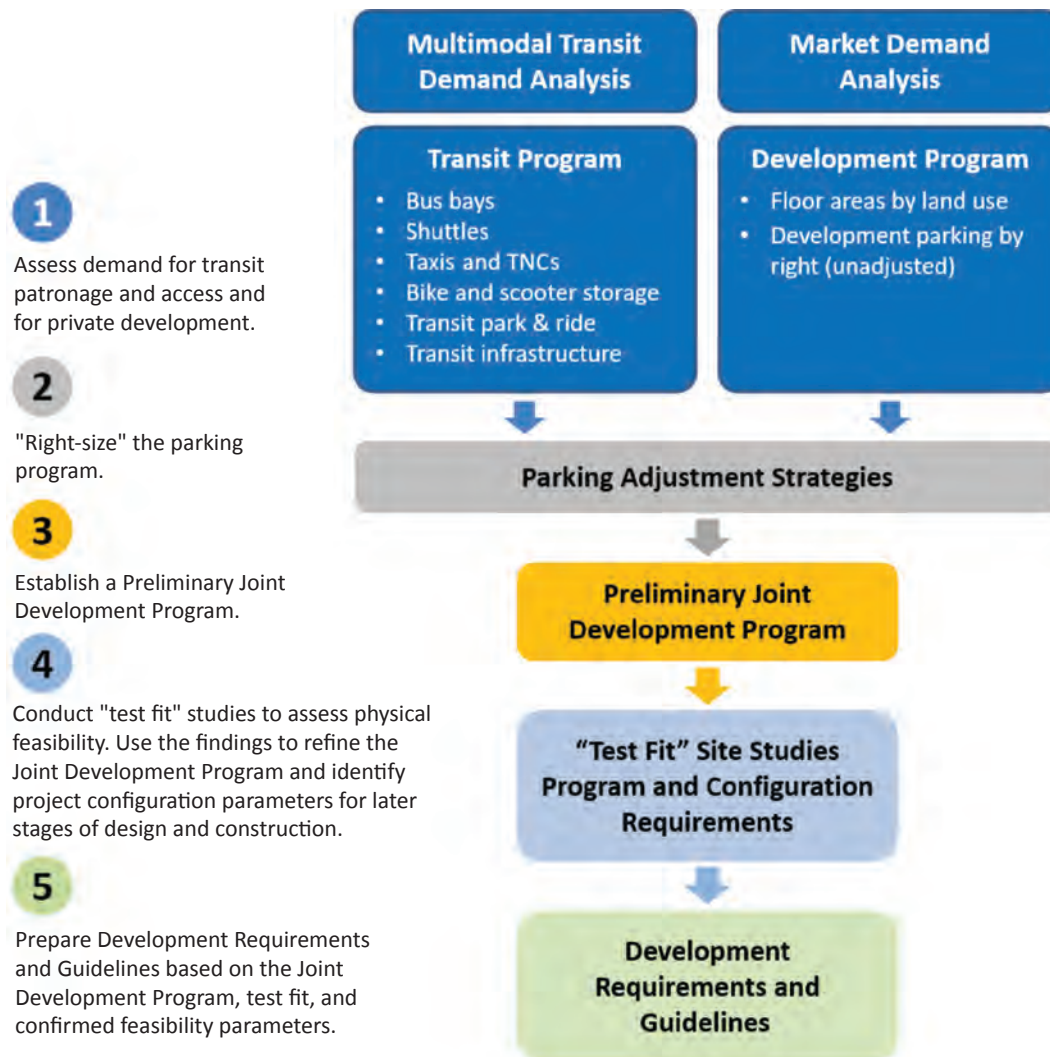 1
Assess demand for transit
patronage and access and
for private development.
2
"Right-size" the parking
program.
3
Establish a Preliminary Joint
Development Program.
4
Conduct "test fit" studies to assess physical
feasibility. Use the findings to refine the
Joint Development Program and identify
project configuration parameters for later
stages of design and construction.
5
Prepare Development Requirements
and Guidelines based on the Joint
Development Program, test fit, and
confirmed feasibility parameters.
Multimodal Transit
Demand Analysis
Transit Program
• Bus bays
• Shuttles
• Taxis and TNCs
• Bike and scooter storage
• Transit park & ride
• Transit infrastructure
Market Demand
Analysis
Development Program
• Floor areas by land use
• Development parking by
right (unadjusted)
Parking Adjustment Strategies
Preliminary Joint
Development Program
“Test Fit” Site Studies
Program and Configuration
Requirements
Development
Requirements and
Guidelines